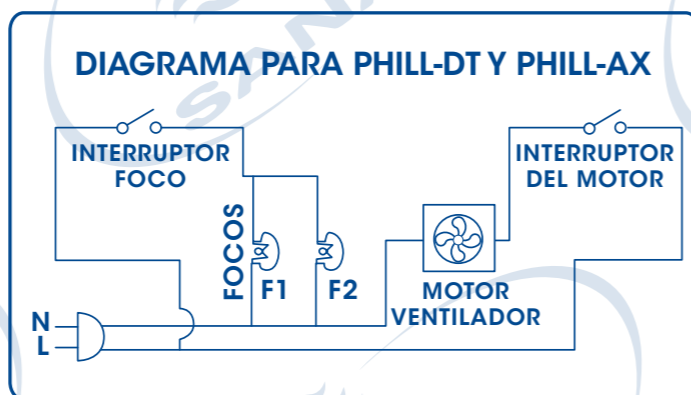 DIAGRAMA PARA PHILL-DT Y PHILL-AX
INTERRUPTOR
FOCO
INTERRUPTOR
DEL MOTOR
FOCOS
F1
F2
MOTOR
VENTILADOR
N
L